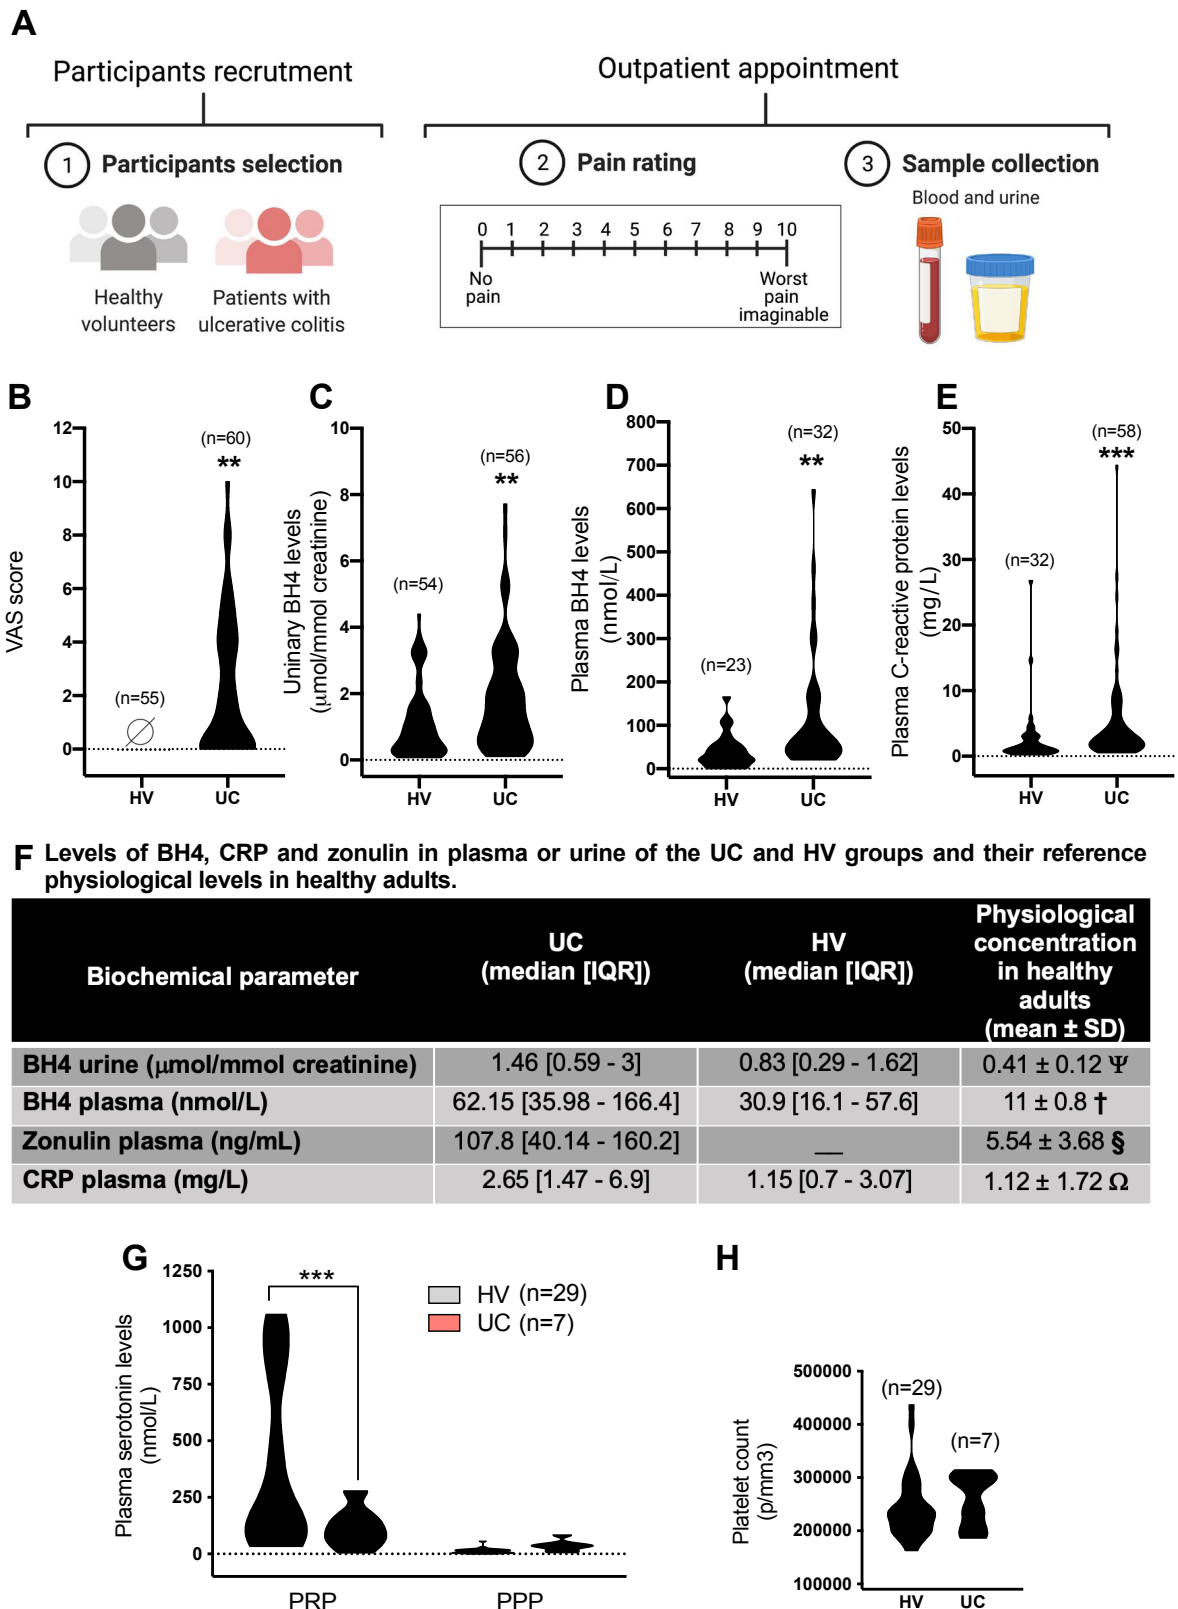 A
Participants recrutment
Outpatient appointment
1 Participants selection
2 Pain rating
3 Sample collection
Blood and urine
0 1 2 3 4 5 6 7 8 9 10
No
pain
Worst
pain
imaginable
Healthy
volunteers
Patients with
ulcerative colitis
B
VAS score
12
10
8
6
4
2
0
(n=55)
(n=60)
**
HV UC
C
Uninary BH4 levels
(µmol/mmol creatinine)
10
8
6
4
2
0
(n=54)
(n=56)
**
HV UC
D
Plasma BH4 levels
(nmol/L)
800
700
600
500
400
300
200
100
0
(n=23)
(n=32)
**
HV UC
E
Plasma C-reactive protein levels
(mg/L)
50
40
30
20
10
0
(n=32)
(n=58)
***
HV UC
F Levels of BH4, CRP and zonulin in plasma or urine of the UC and HV groups and their reference
physiological levels in healthy adults.
Biochemical parameter
UC
(median [IQR])
HV
(median [IQR])
Physiological
concentration
in healthy
adults
(mean ± SD)
BH4 urine (µmol/mmol creatinine) 1.46 [0.59 - 3] 0.83 [0.29 - 1.62] 0.41 ± 0.12 Ψ
BH4 plasma (nmol/L) 62.15 [35.98 - 166.4] 30.9 [16.1 - 57.6] 11 ± 0.8 †
Zonulin plasma (ng/mL) 107.8 [40.14 - 160.2] __ 5.54 ± 3.68 §
CRP plasma (mg/L) 2.65 [1.47 - 6.9] 1.15 [0.7 - 3.07] 1.12 ± 1.72 Ω
G
Plasma serotonin levels
(nmol/L)
1250
1000
750
500
250
0
***
HV (n=29)
UC (n=7)
PRP PPP
H
Platelet count
(p/mm3)
500000
400000
300000
200000
100000
(n=29)
(n=7)
HV UC